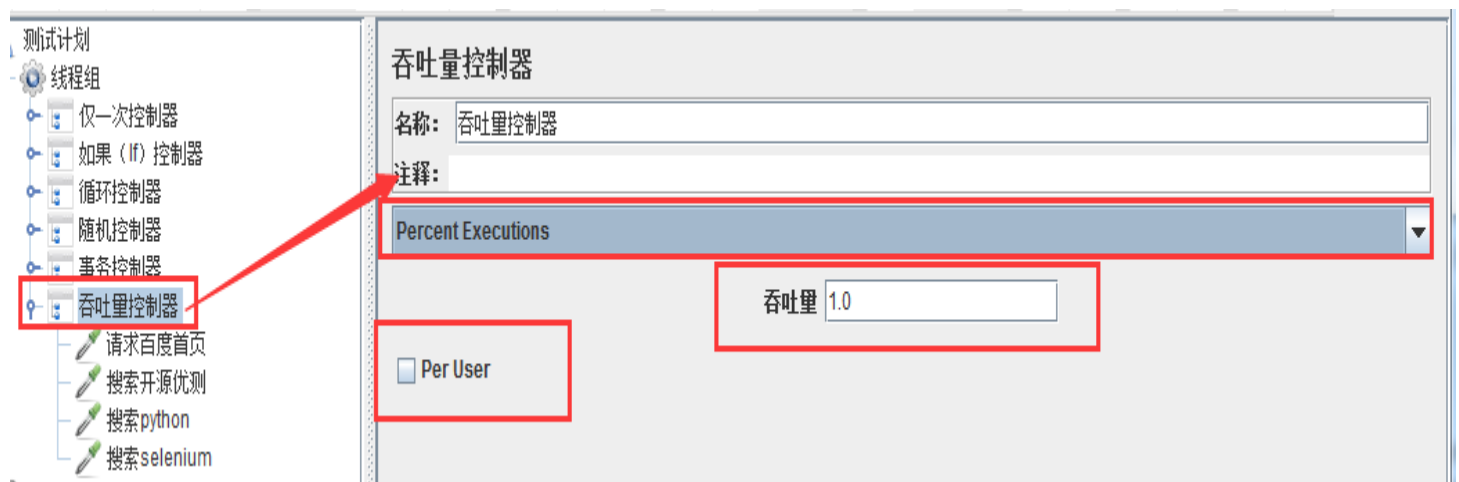 测试计划
线程组
仅一次控制器
如果（If）控制器
循环控制器
随机控制器
事务控制器
吞吐量控制器
请求百度首页
搜索开源优测
搜索python
搜索selenium
吞吐量控制器
名称： 吞吐量控制器
注释：
Percent Executions
吞吐量 1.0
Per User